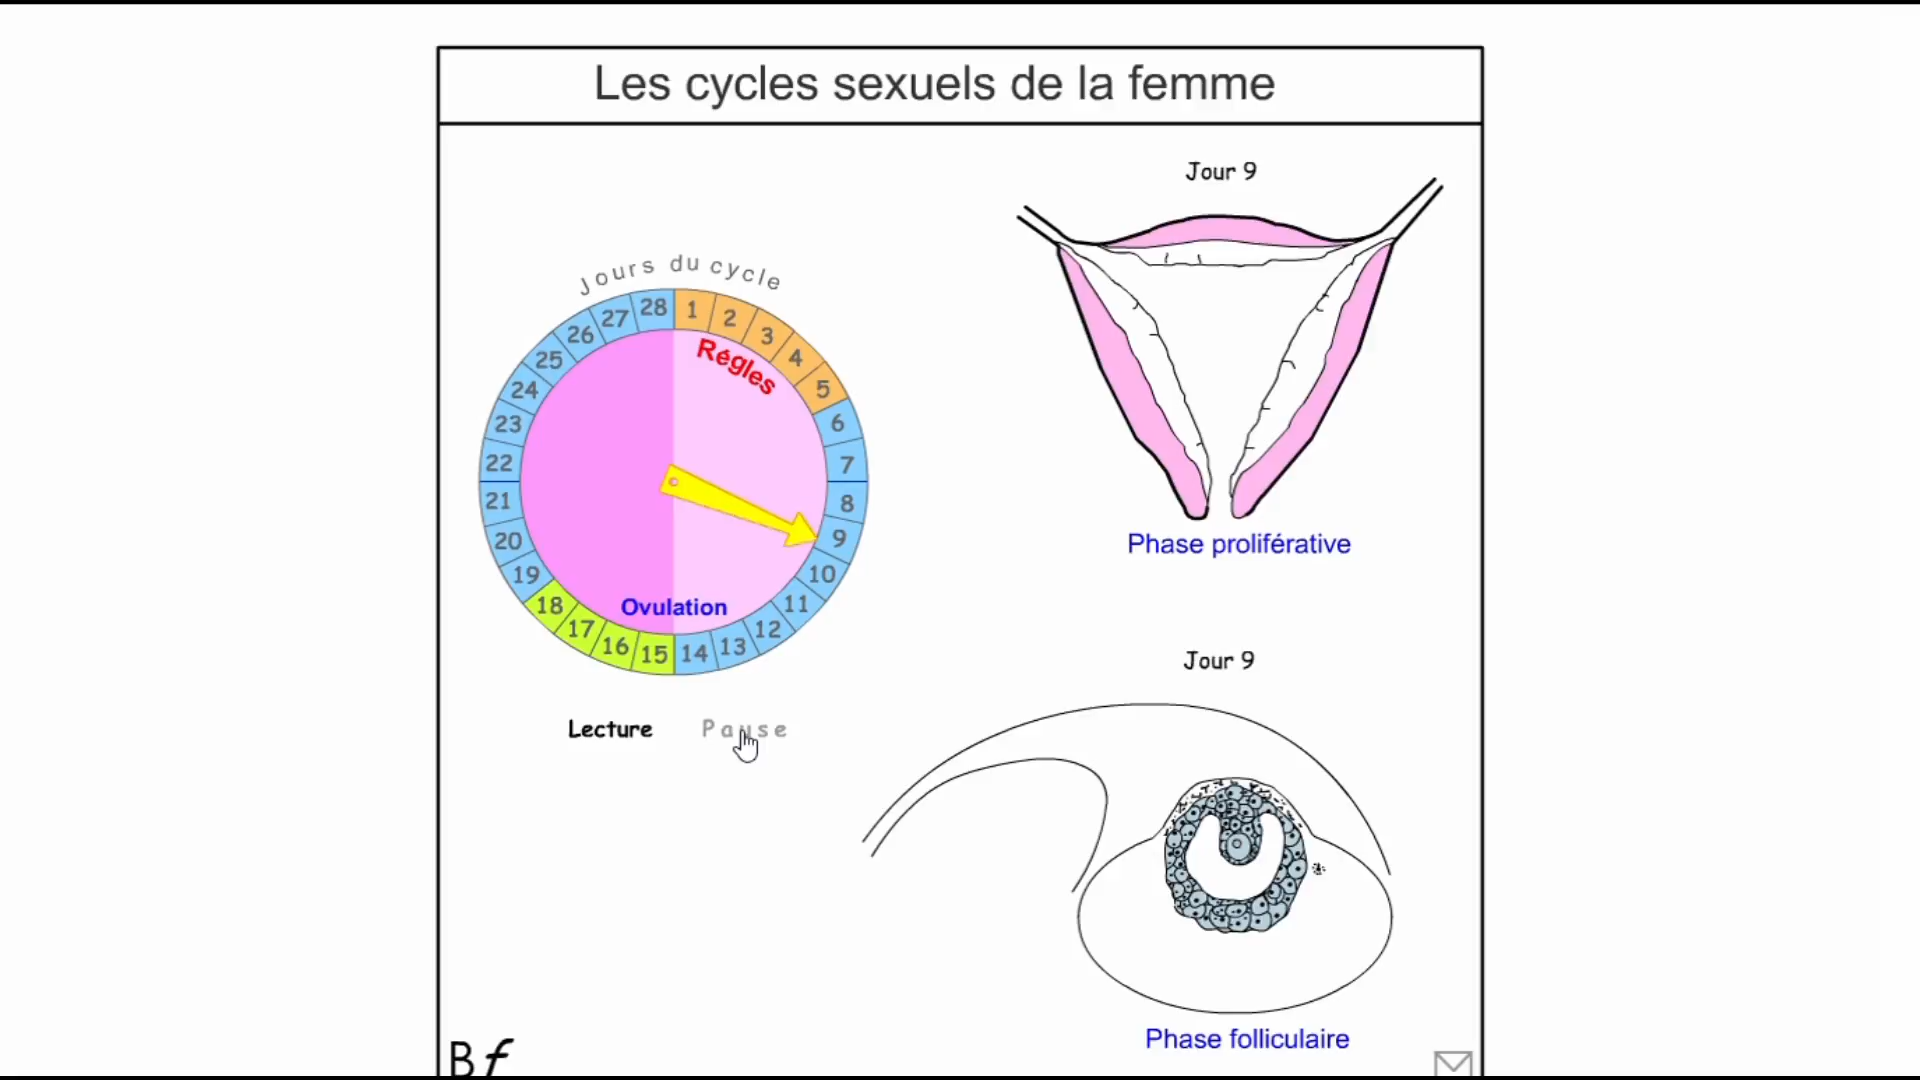 Les cycles sexuels de la femme
Jours du cycle
1
2
3
4
5
6
7
8
9
10
11
12
13
14
15
16
17
18
19
20
21
22
23
24
25
26
27
28
Régles
Ovulation
Lecture
Pause
Jour 9
Phase proliférative
Jour 9
Phase folliculaire
Bf